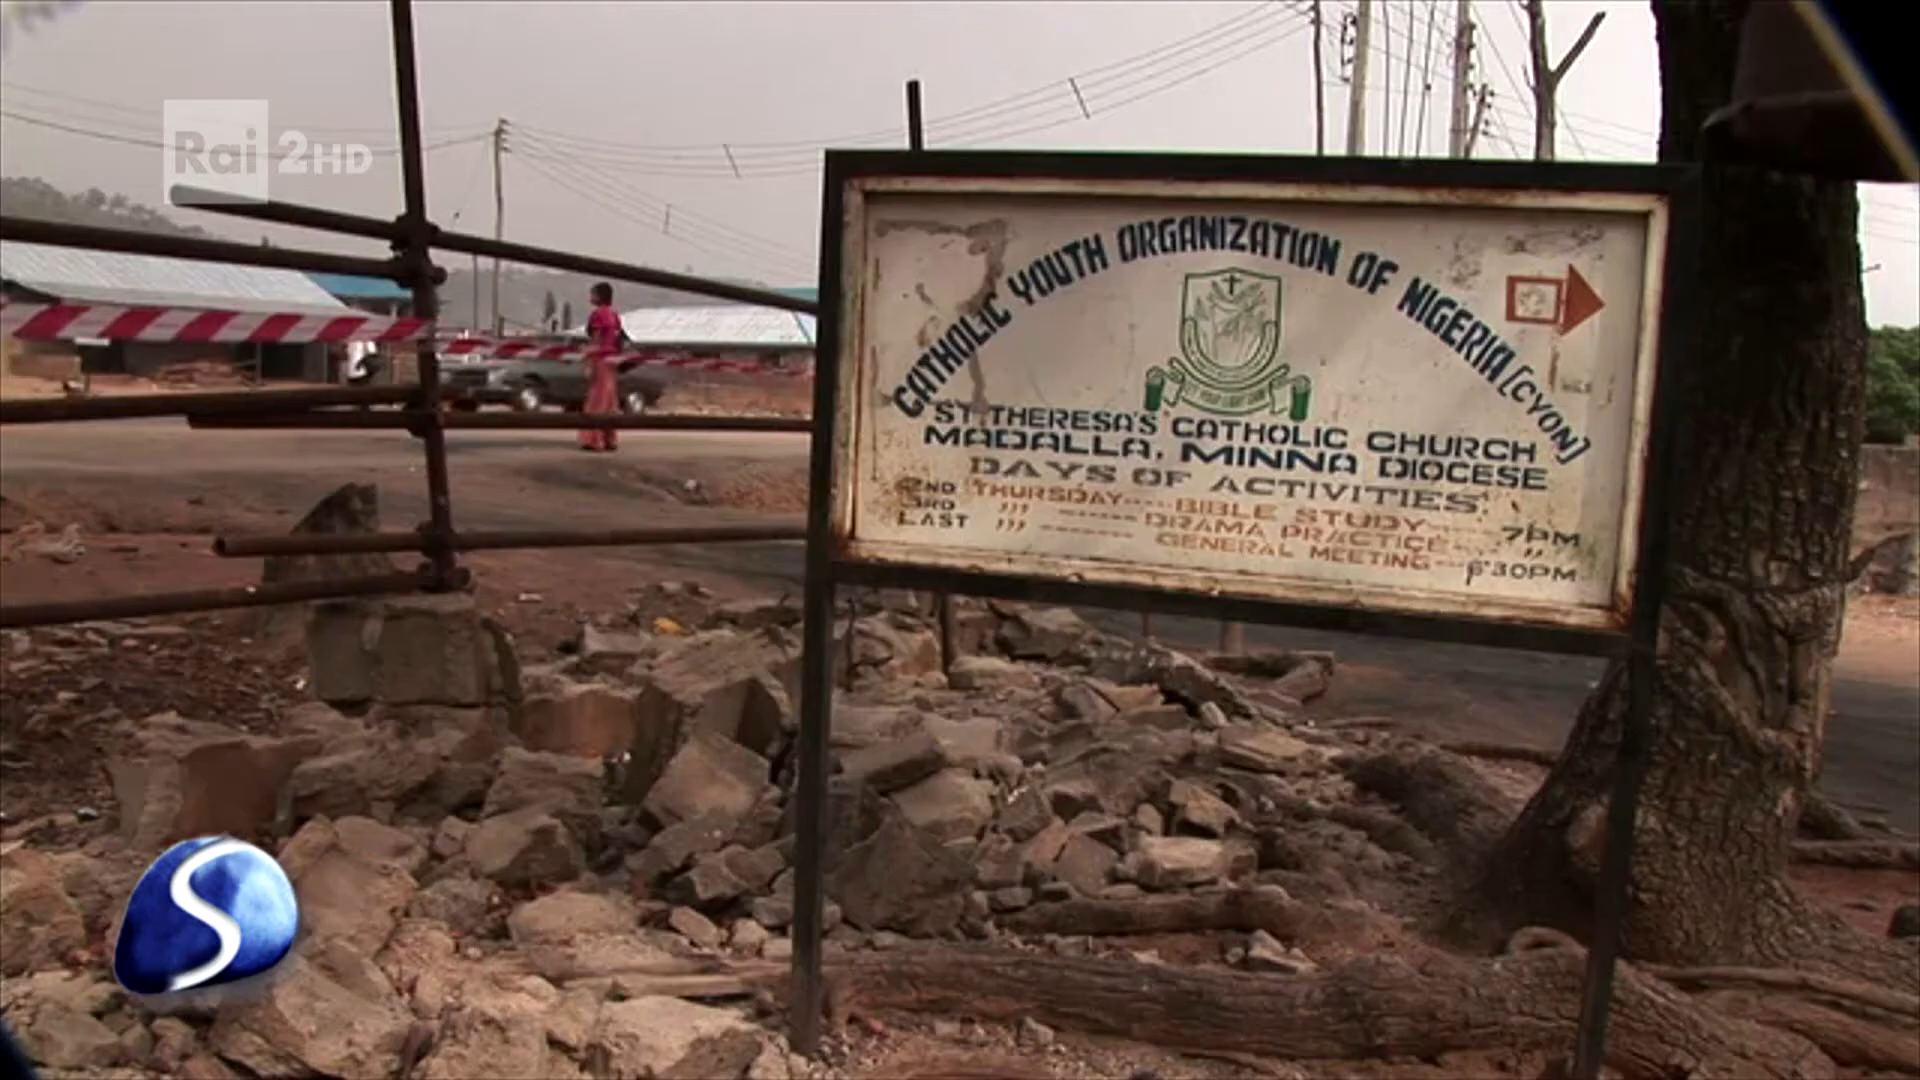 Rai 2HD
CATHOLIC YOUTH ORGANIZATION OF NIGERIA [CYON]
ST. THERESA'S CATHOLIC CHURCH
MADALLA, MINNA DIOCESE
DAYS OF ACTIVITIES
2ND THURSDAY---- BIBLE STUDY---- 7PM
3RD ,,, ------ DRAMA PRACTICE--- ,,
LAST ,,, ------- GENERAL MEETING-- 6:30PM
S